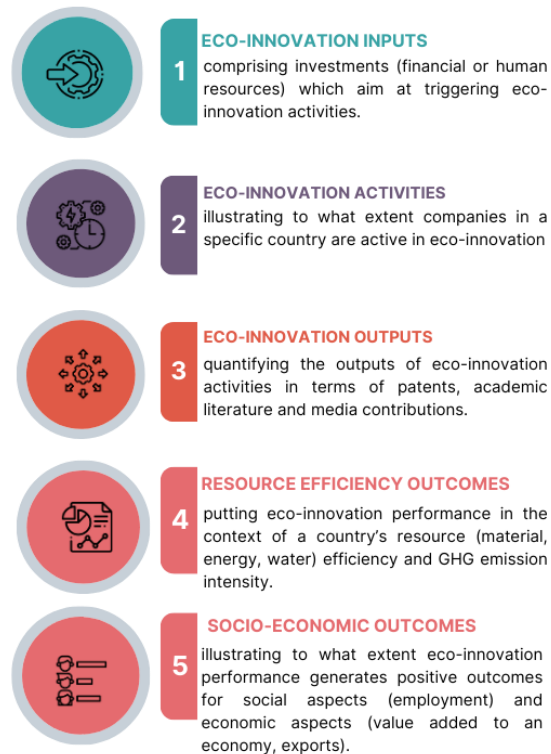 ECO-INNOVATION INPUTS
1
comprising investments (financial or human
resources) which aim at triggering eco-
innovation activities.
ECO-INNOVATION ACTIVITIES
2
illustrating to what extent companies in a
specific country are active in eco-innovation
ECO-INNOVATION OUTPUTS
3
quantifying the outputs of eco-innovation
activities in terms of patents, academic
literature and media contributions.
RESOURCE EFFICIENCY OUTCOMES
4
putting eco-innovation performance in the
context of a country's resource (material,
energy, water) efficiency and GHG emission
intensity.
SOCIO-ECONOMIC OUTCOMES
5
illustrating to what extent eco-innovation
performance generates positive outcomes
for social aspects (employment) and
economic aspects (value added to an
economy, exports).